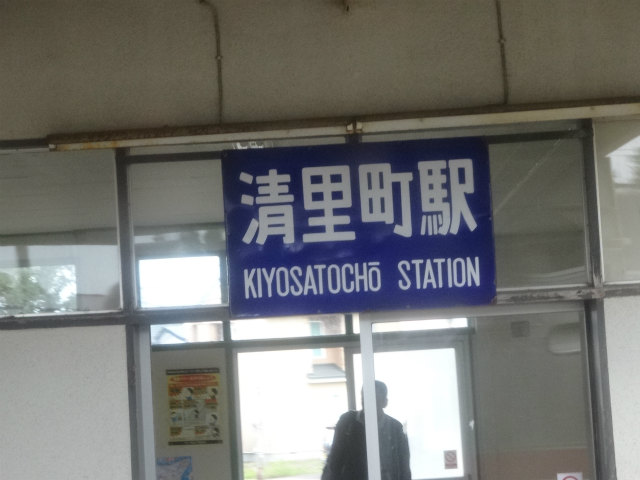 清里町駅
KIYOSATOCHŌ STATION